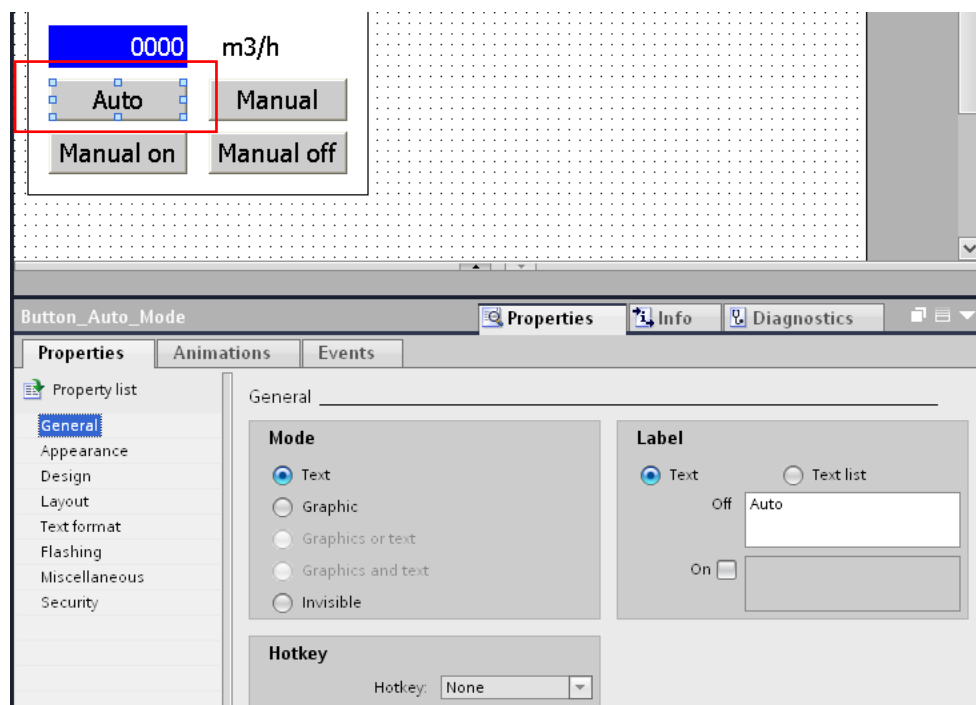 0000 m3/h
Auto Manual
Manual on Manual off
Button_Auto_Mode Properties Info Diagnostics
Properties Animations Events
Property list
General
Appearance
Design
Layout
Text format
Flashing
Miscellaneous
Security
General
Mode
Text
Graphic
Graphics or text
Graphics and text
Invisible
Label
Text Text list
Off Auto
On
Hotkey
Hotkey: None